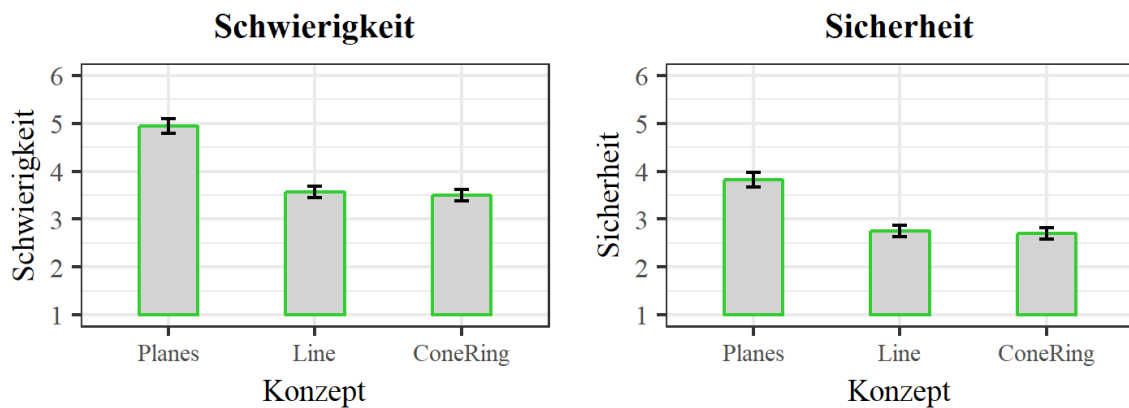 Schwierigkeit
6
5
4
3
2
1
Schwierigkeit
Planes Line ConeRing
Konzept
Sicherheit
6
5
4
3
2
1
Sicherheit
Planes Line ConeRing
Konzept